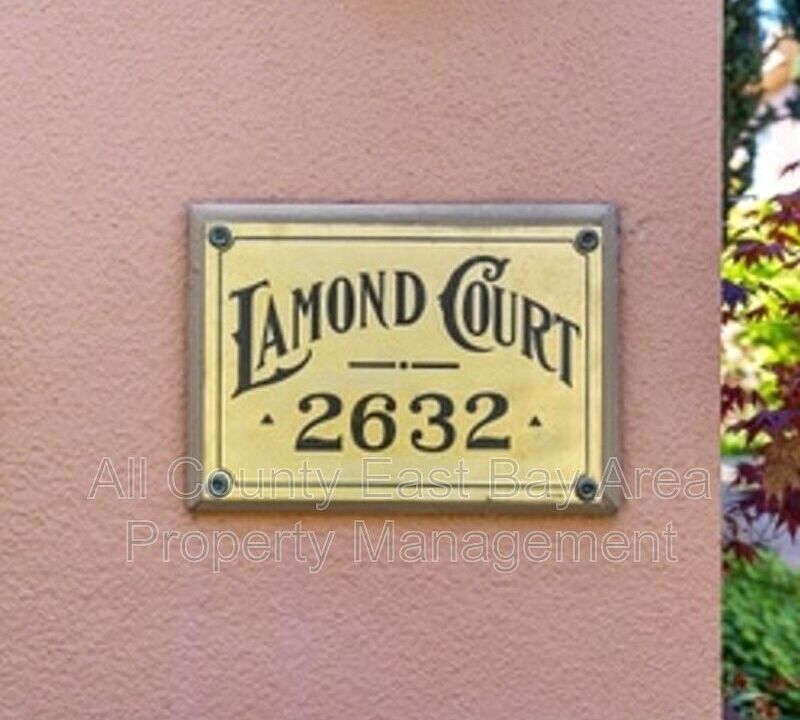 LAMOND COURT
2632
All County East Bay Area
Property Management